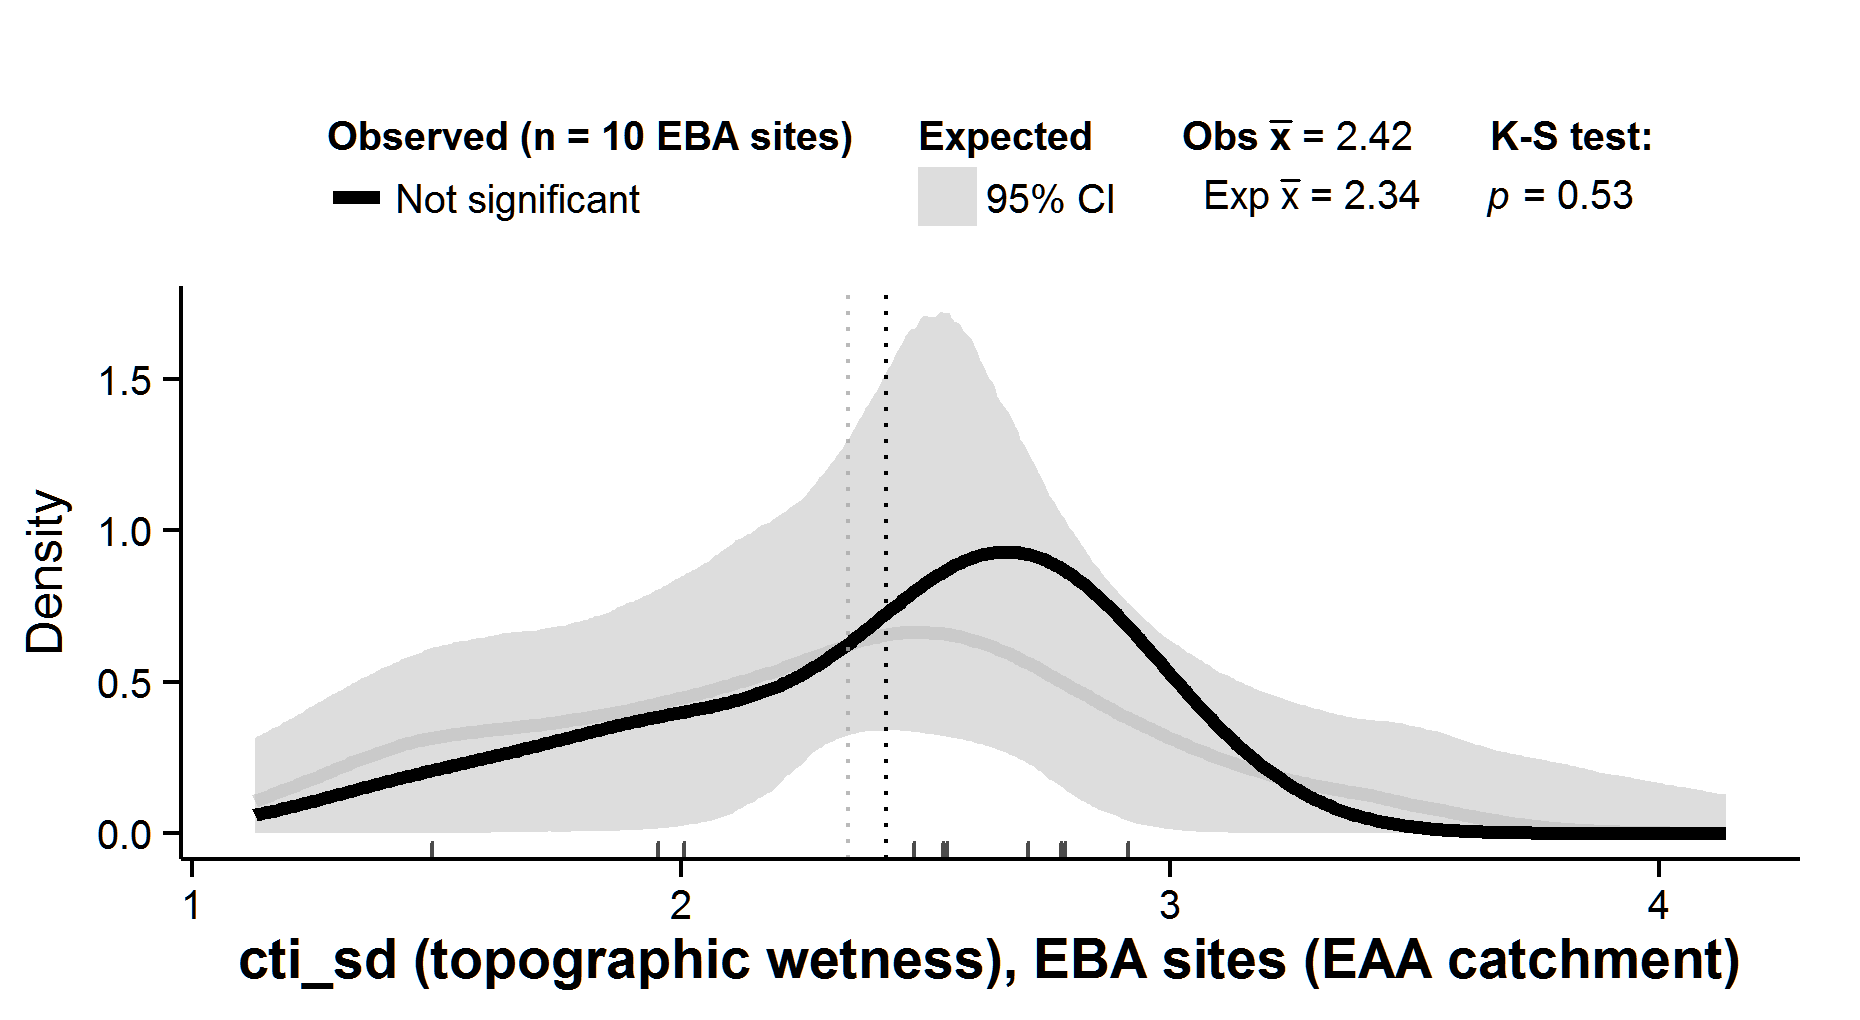 Observed (n = 10 EBA sites) Expected Obs x̅ = 2.42 K-S test:
Not significant 95% CI Exp x̅ = 2.34 p = 0.53
Density
1.5
1.0
0.5
0.0
1 2 3 4
cti_sd (topographic wetness), EBA sites (EAA catchment)